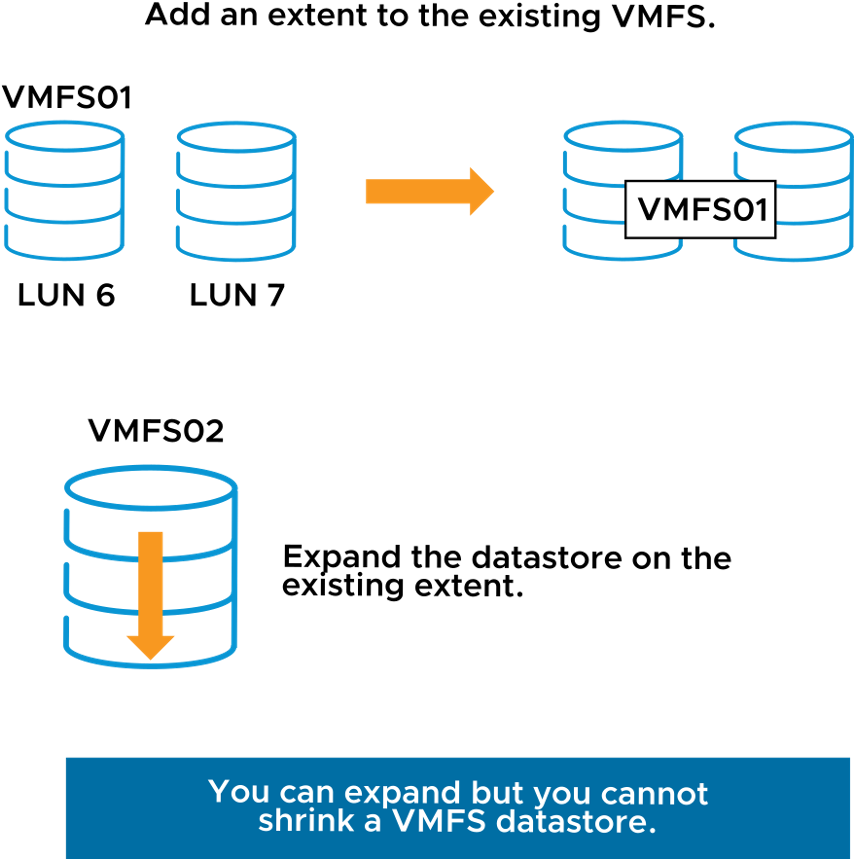 Add an extent to the existing VMFS.
VMFS01
VMFS01
LUN 6
LUN 7
VMFS02
Expand the datastore on the
existing extent.
You can expand but you cannot
shrink a VMFS datastore.